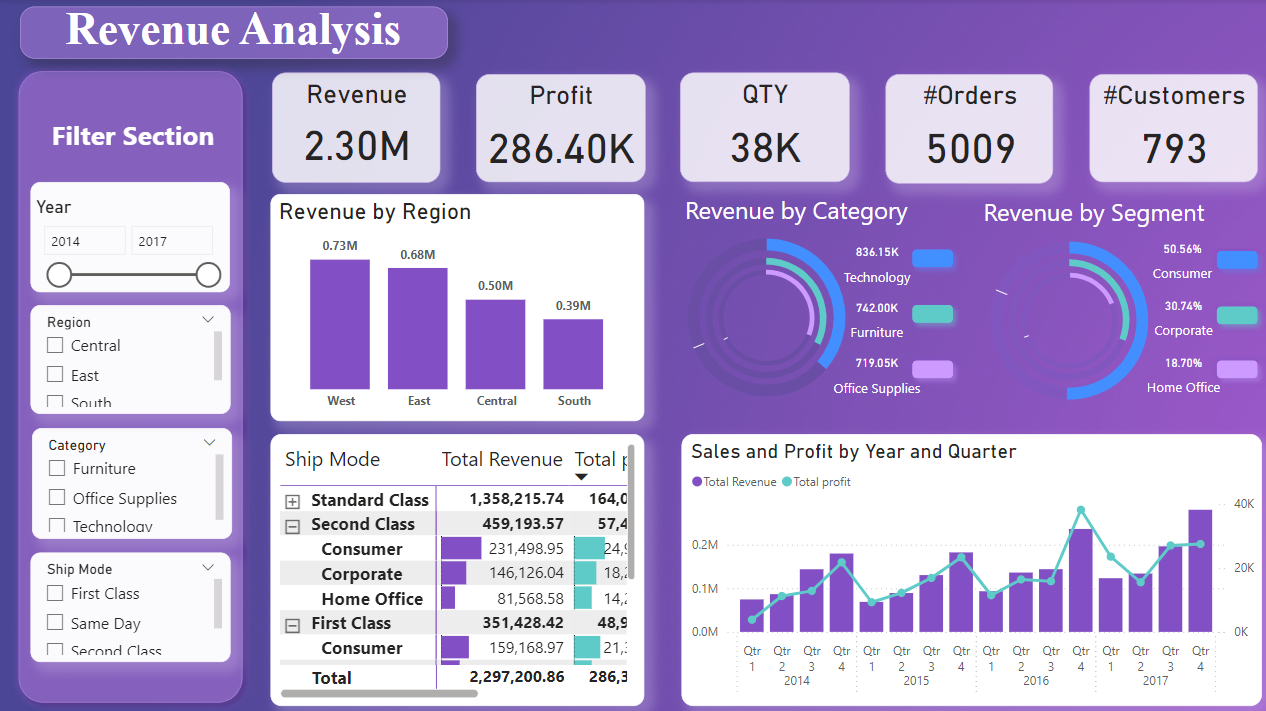 Revenue Analysis
Filter Section
Year
2014 2017
Region
Central
East
South
Category
Furniture
Office Supplies
Technology
Ship Mode
First Class
Same Day
Second Class
Revenue
2.30M
Profit
286.40K
QTY
38K
#Orders
5009
#Customers
793
Revenue by Region
0.73M
0.68M
0.50M
0.39M
West East Central South
Revenue by Category
836.15K
Technology
742.00K
Furniture
719.05K
Office Supplies
Revenue by Segment
50.56%
Consumer
30.74%
Corporate
18.70%
Home Office
Ship Mode Total Revenue Total p
Standard Class 1,358,215.74 164,0
Second Class 459,193.57 57,4
Consumer 231,498.95 24,9
Corporate 146,126.04 18,2
Home Office 81,568.58 14,2
First Class 351,428.42 48,9
Consumer 159,168.97 21,3
Total 2,297,200.86 286,3
Sales and Profit by Year and Quarter
Total Revenue Total profit
0.2M
0.1M
0.0M
40K
20K
0K
Qtr Qtr Qtr Qtr Qtr Qtr Qtr Qtr Qtr Qtr Qtr Qtr Qtr Qtr Qtr Qtr
1 2 3 4 1 2 3 4 1 2 3 4 1 2 3 4
2014 2015 2016 2017